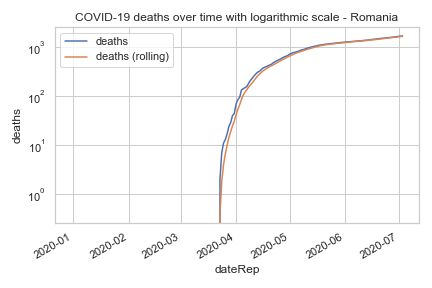 COVID-19 deaths over time with logarithmic scale - Romania
deaths
deaths (rolling)
10³
10²
10¹
10⁰
deaths
2020-01
2020-02
2020-03
2020-04
2020-05
2020-06
2020-07
dateRep